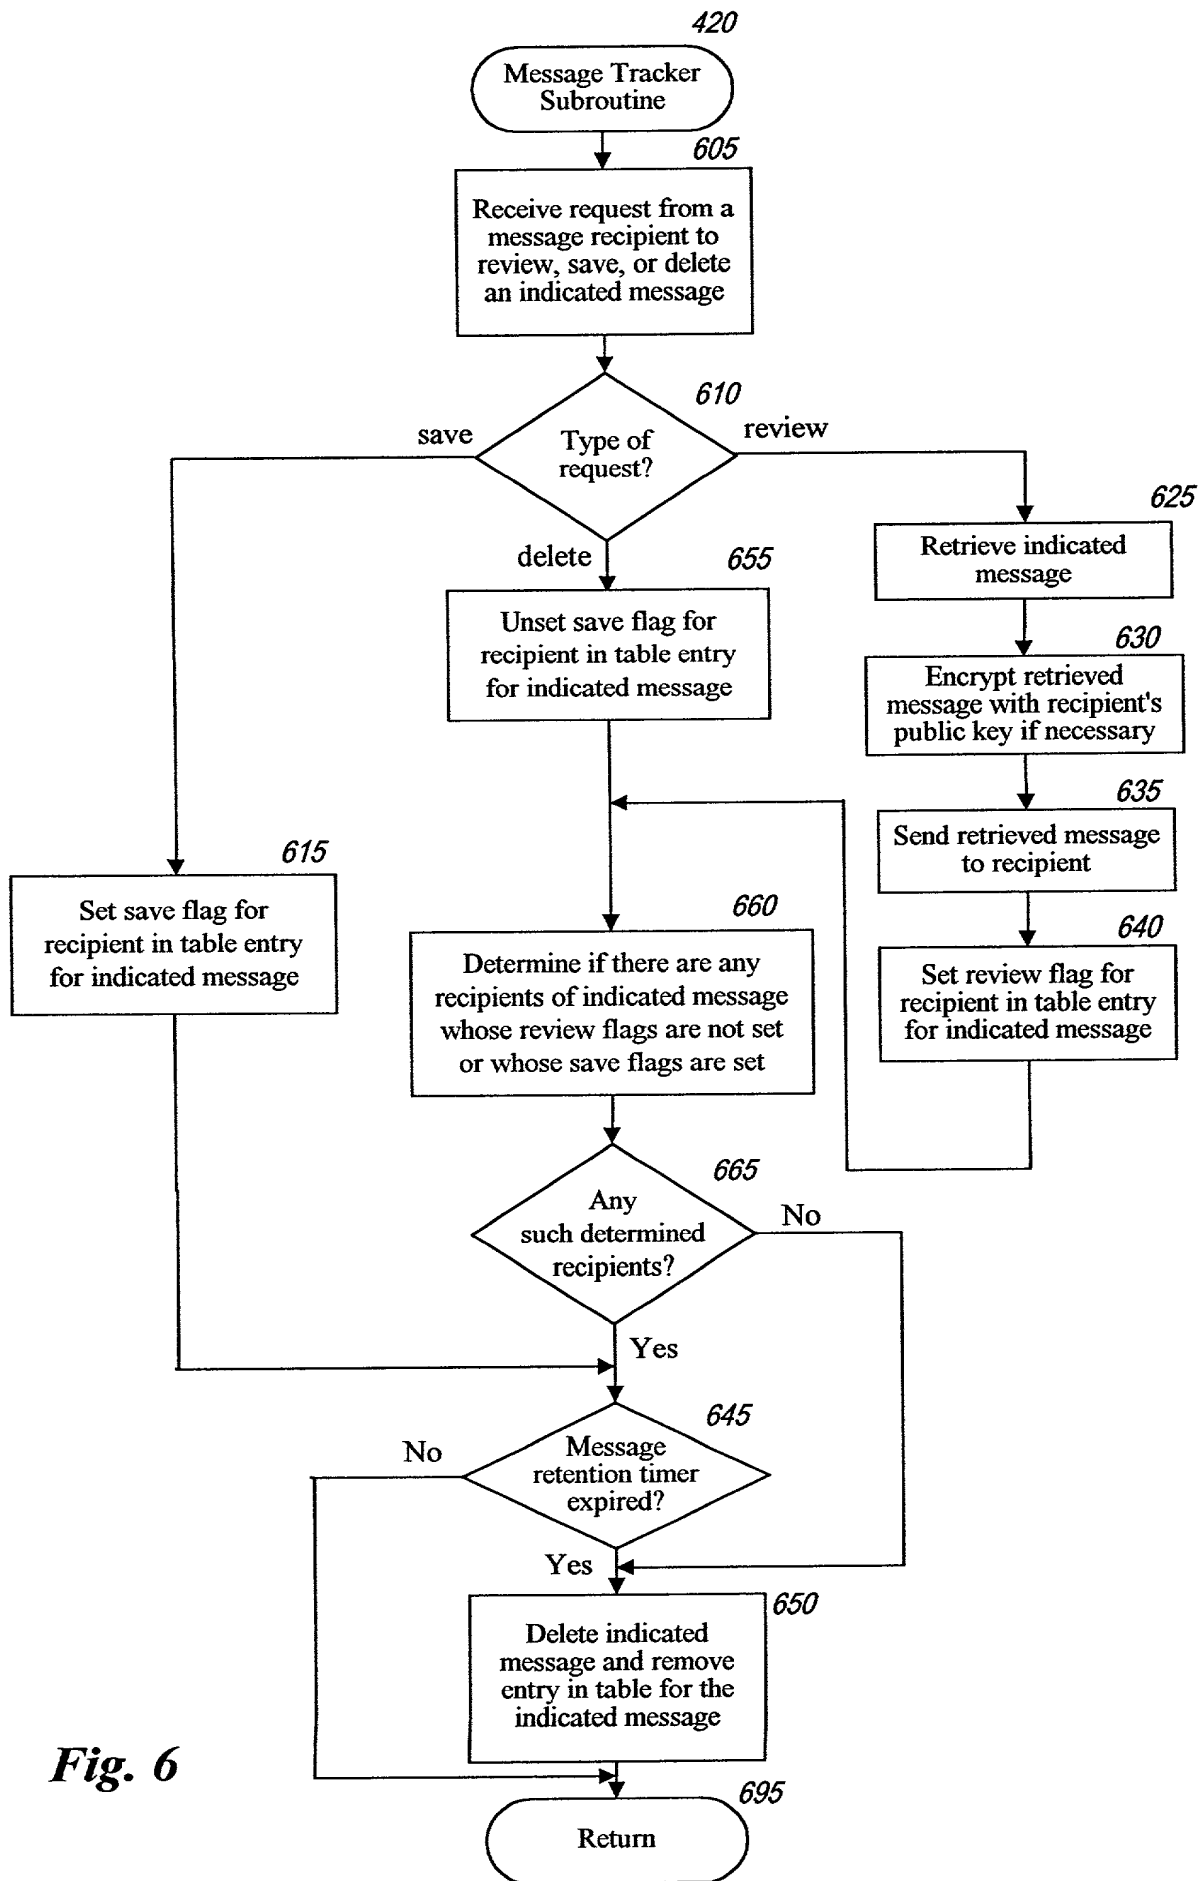 420
Message Tracker
Subroutine
605
Receive request from a
message recipient to
review, save, or delete
an indicated message
610
save
review
Type of
request?
625
delete
655
Retrieve indicated
message
Unset save flag for
recipient in table entry
for indicated message
630
Encrypt retrieved
message with recipient's
public key if necessary
635
Send retrieved message
to recipient
615
Set save flag for
recipient in table entry
for indicated message
660
Determine if there are any
recipients of indicated message
whose review flags are not set
or whose save flags are set
640
Set review flag for
recipient in table entry
for indicated message
665
Any
such determined
recipients?
No
Yes
645
No
Message
retention timer
expired?
Yes
650
Delete indicated
message and remove
entry in table for the
indicated message
Fig. 6
695
Return